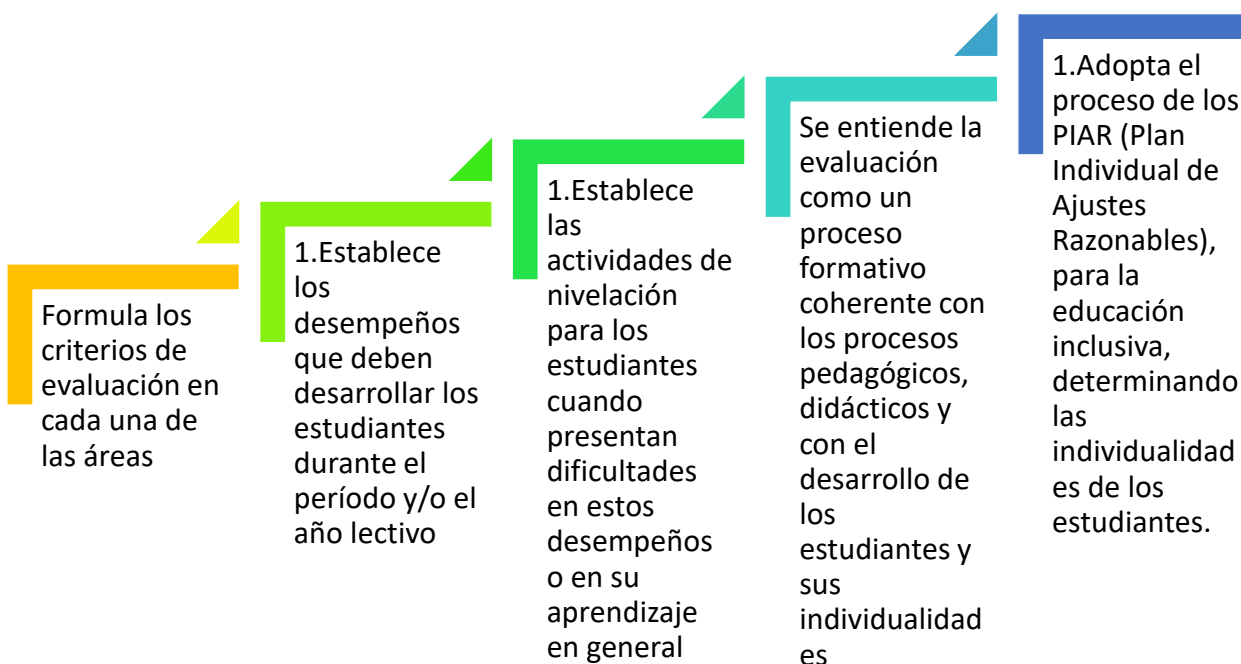 Formula los
criterios de
evaluación en
cada una de
las áreas
1.Establece
los
desempeños
que deben
desarrollar los
estudiantes
durante el
período y/o el
año lectivo
1.Establece
las
actividades de
nivelación
para los
estudiantes
cuando
presentan
dificultades
en estos
desempeños
o en su
aprendizaje
en general
Se entiende la
evaluación
como un
proceso
formativo
coherente con
los procesos
pedagógicos,
didácticos y
con el
desarrollo de
los
estudiantes y
sus
individualidad
es
1.Adopta el
proceso de los
PIAR (Plan
Individual de
Ajustes
Razonables),
para la
educación
inclusiva,
determinando
las
individualidad
es de los
estudiantes.